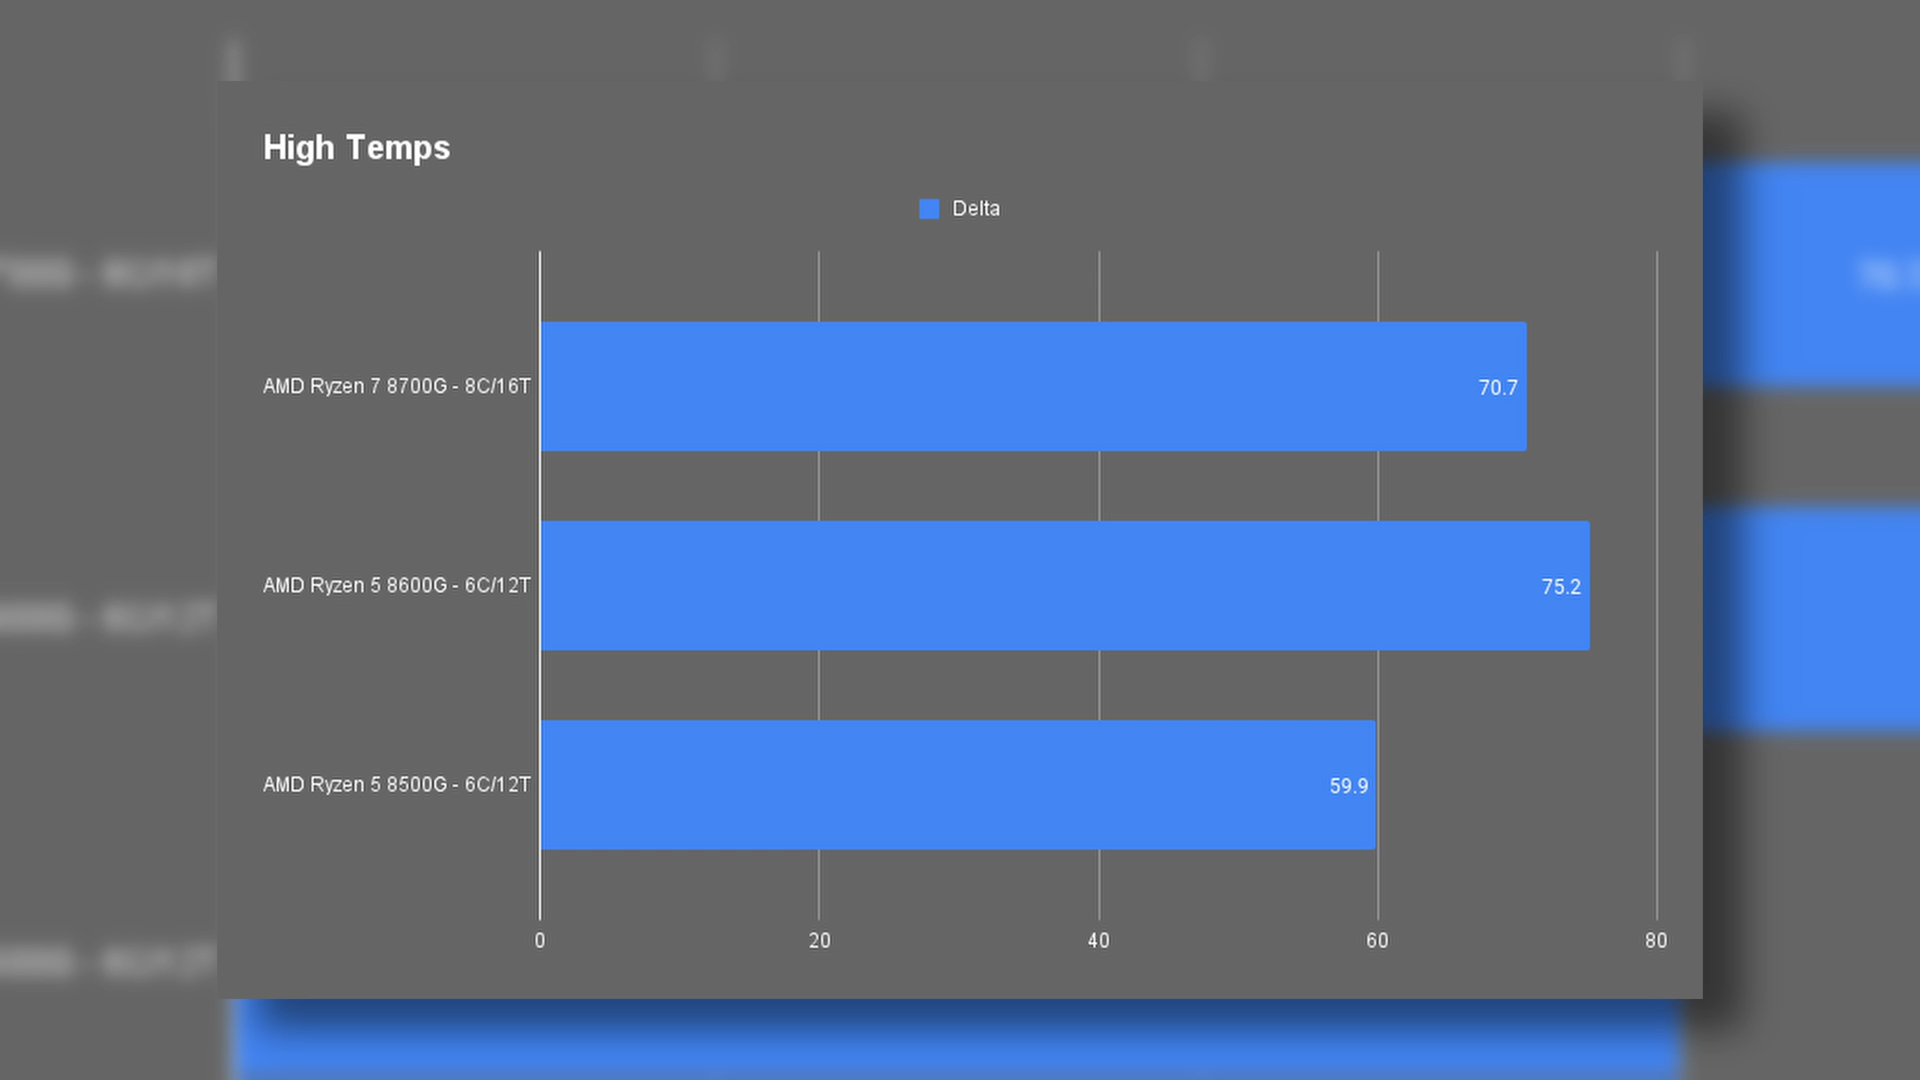 High Temps
Delta
AMD Ryzen 7 8700G - 8C/16T
70.7
AMD Ryzen 5 8600G - 6C/12T
75.2
AMD Ryzen 5 8500G - 6C/12T
59.9
0 20 40 60 80